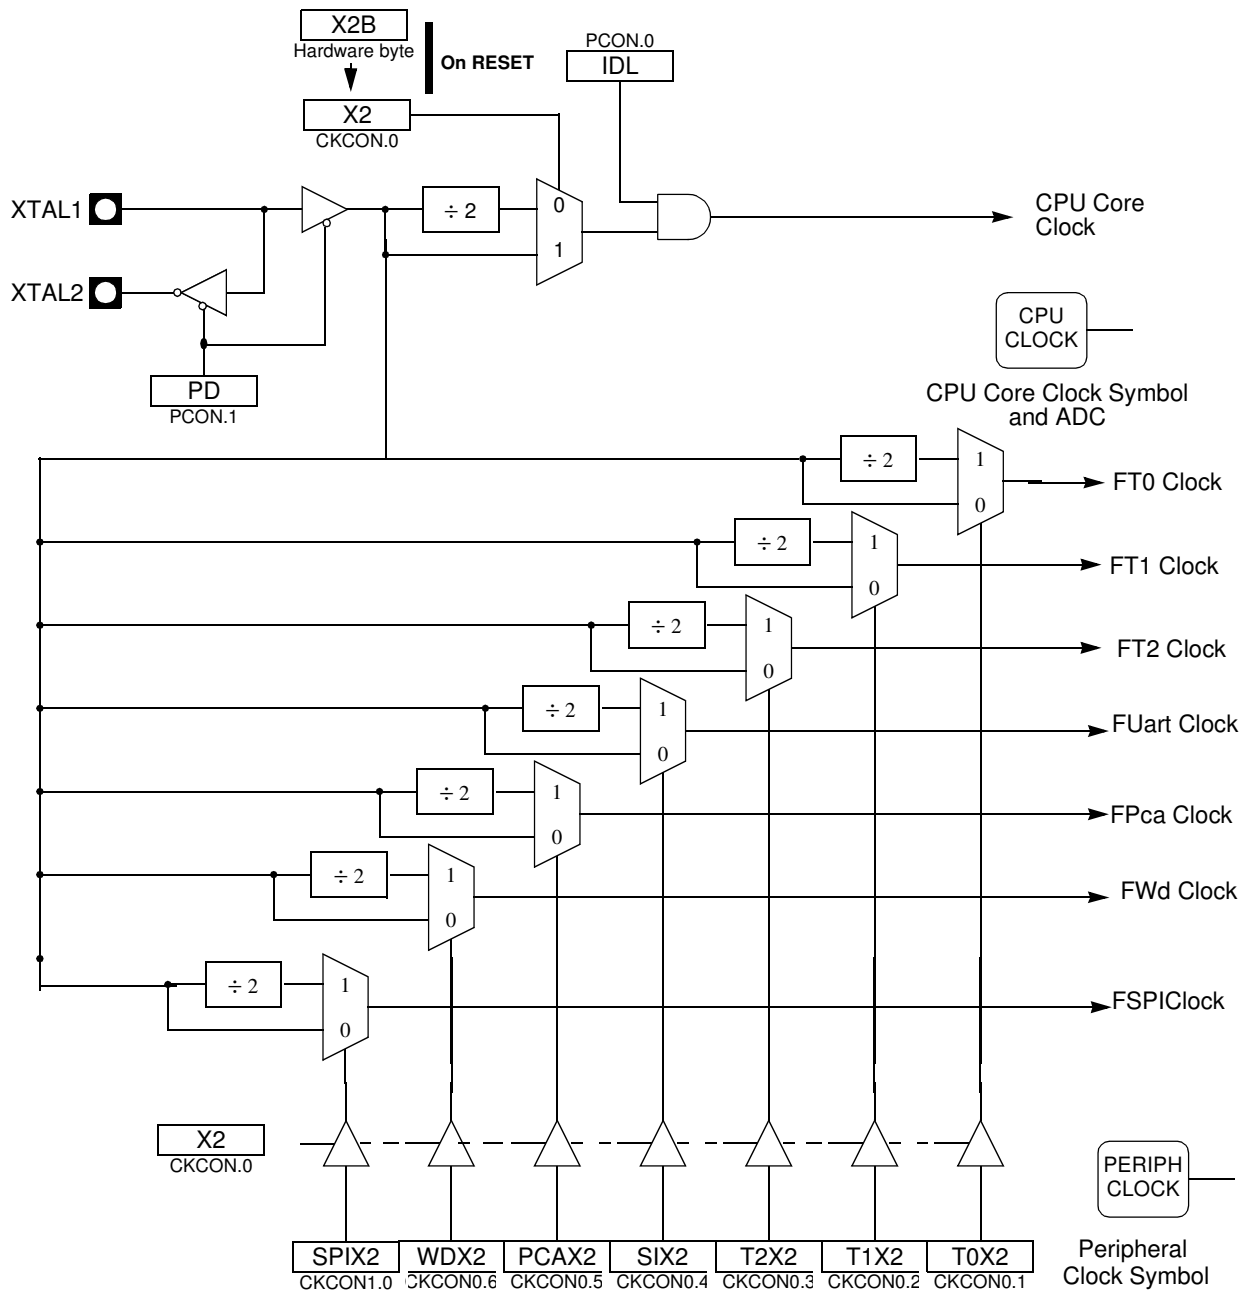 X2B
Hardware byte
On RESET
PCON.0
IDL
X2
CKCON.0
XTAL1
÷ 2
0
1
CPU Core
Clock
XTAL2
PD
PCON.1
CPU
CLOCK
CPU Core Clock Symbol
and ADC
÷ 2
1
0
FT0 Clock
÷ 2
1
0
FT1 Clock
÷ 2
1
0
FT2 Clock
÷ 2
1
0
FUart Clock
÷ 2
1
0
FPca Clock
÷ 2
1
0
FWd Clock
÷ 2
1
0
FSPIClock
X2
CKCON.0
PERIPH
CLOCK
Peripheral
Clock Symbol
SPIX2 WDX2 PCAX2 SIX2 T2X2 T1X2 T0X2
CKCON1.0 CKCON0.6 CKCON0.5 CKCON0.4 CKCON0.3 CKCON0.2 CKCON0.1